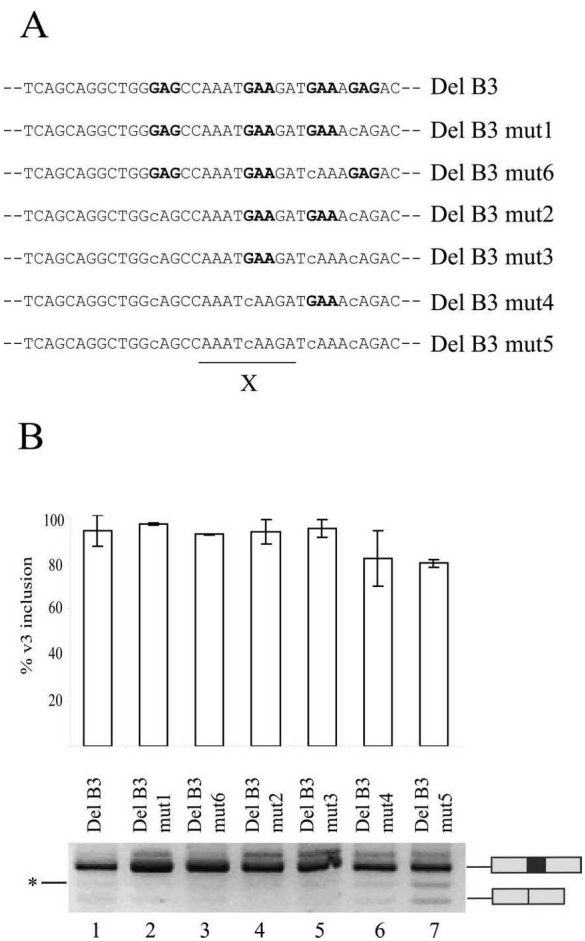 A
--TCAGCAGGCTGGGAGCCAAATGAAGATGAAAGAGAC-- Del B3
--TCAGCAGGCTGGGAGCCAAATGAAGATGAAAcAGAC-- Del B3 mut1
--TCAGCAGGCTGGGAGCCAAATGAAGATcAAAGAGAC-- Del B3 mut6
--TCAGCAGGCTGGcAGCCAAATGAAGATGAAAcAGAC-- Del B3 mut2
--TCAGCAGGCTGGcAGCCAAATGAAGATcAAAcAGAC-- Del B3 mut3
--TCAGCAGGCTGGcAGCCAAATcAAGATGAAAcAGAC-- Del B3 mut4
--TCAGCAGGCTGGcAGCCAAATcAAGATcAAAcAGAC-- Del B3 mut5
X
B
% v3 inclusion
100
80
60
40
20
Del B3
Del B3 mut1
Del B3 mut6
Del B3 mut2
Del B3 mut3
Del B3 mut4
Del B3 mut5
*
1 2 3 4 5 6 7